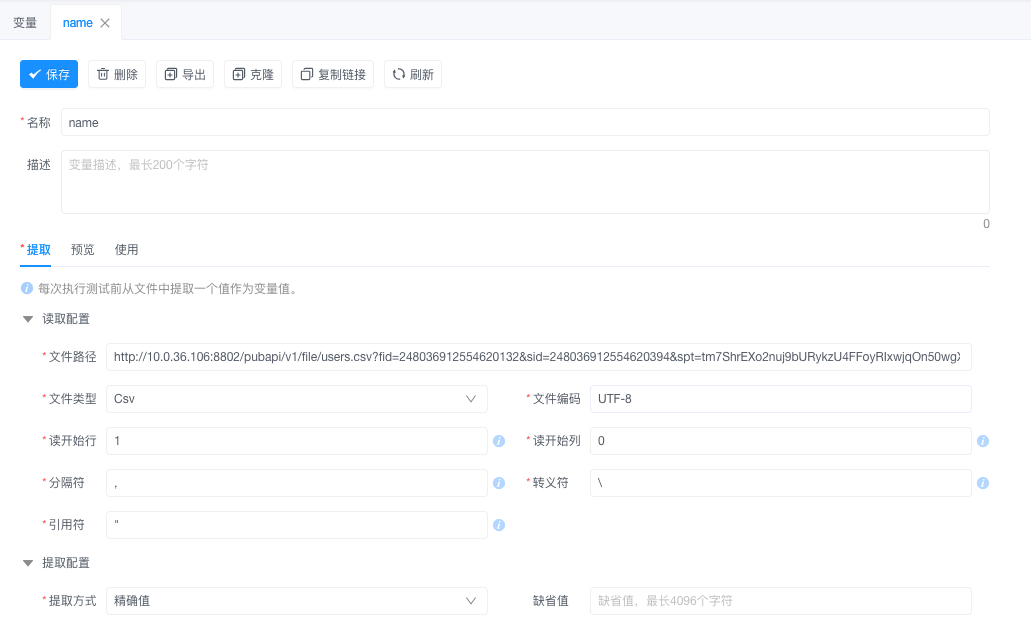 变量 name
保存 删除 导出 克隆 复制链接 刷新
*名称 name
描述 变量描述，最长200个字符
0
*提取 预览 使用
每次执行测试前从文件中提取一个值作为变量值。
读取配置
*文件路径 http://10.0.36.106:8802/pubapi/v1/file/users.csv?fid=248036912554620132&sid=248036912554620394&spt=tm7ShrEXo2nuj9bURykzU4FFoyRIxwjqOn50wgX
*文件类型 Csv *文件编码 UTF-8
*读开始行 1 *读开始列 0
*分隔符 , *转义符 \
*引用符 "
提取配置
*提取方式 精确值 缺省值 缺省值，最长4096个字符